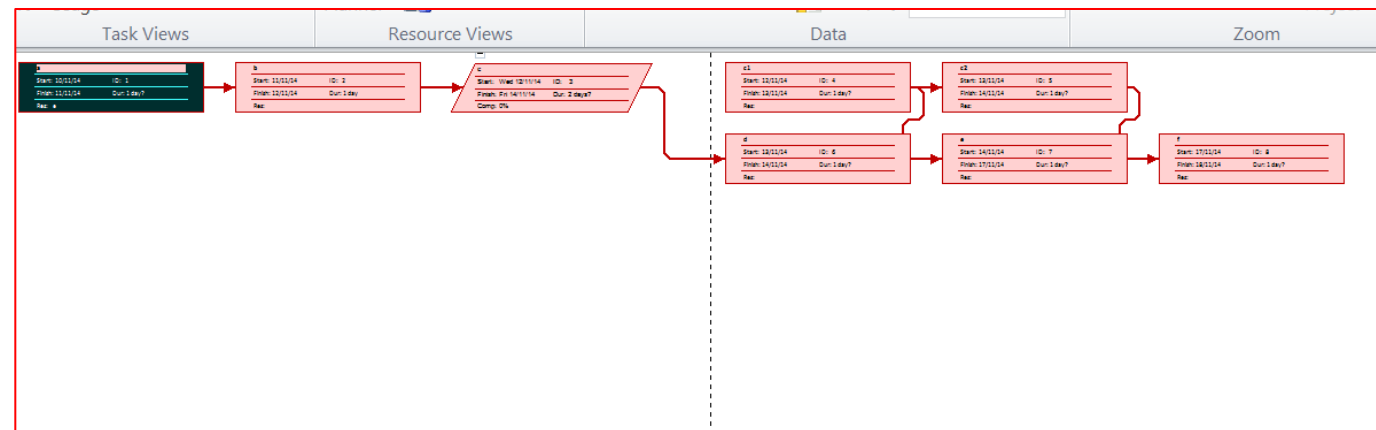 Task Views
Resource Views
Data
Zoom
a
Start: 10/11/14 ID: 1
Finish: 11/11/14 Dur: 1 day?
Res: a
b
Start: 11/11/14 ID: 2
Finish: 12/11/14 Dur: 1 day
Res:
c
Start: Wed 12/11/14 ID: 3
Finish: Fri 14/11/14 Dur: 2 days?
Comp: 0%
c1
Start: 12/11/14 ID: 4
Finish: 13/11/14 Dur: 1 day?
Res:
c2
Start: 13/11/14 ID: 5
Finish: 14/11/14 Dur: 1 day?
Res:
d
Start: 13/11/14 ID: 6
Finish: 14/11/14 Dur: 1 day?
Res:
e
Start: 14/11/14 ID: 7
Finish: 17/11/14 Dur: 1 day?
Res:
f
Start: 17/11/14 ID: 8
Finish: 18/11/14 Dur: 1 day?
Res: